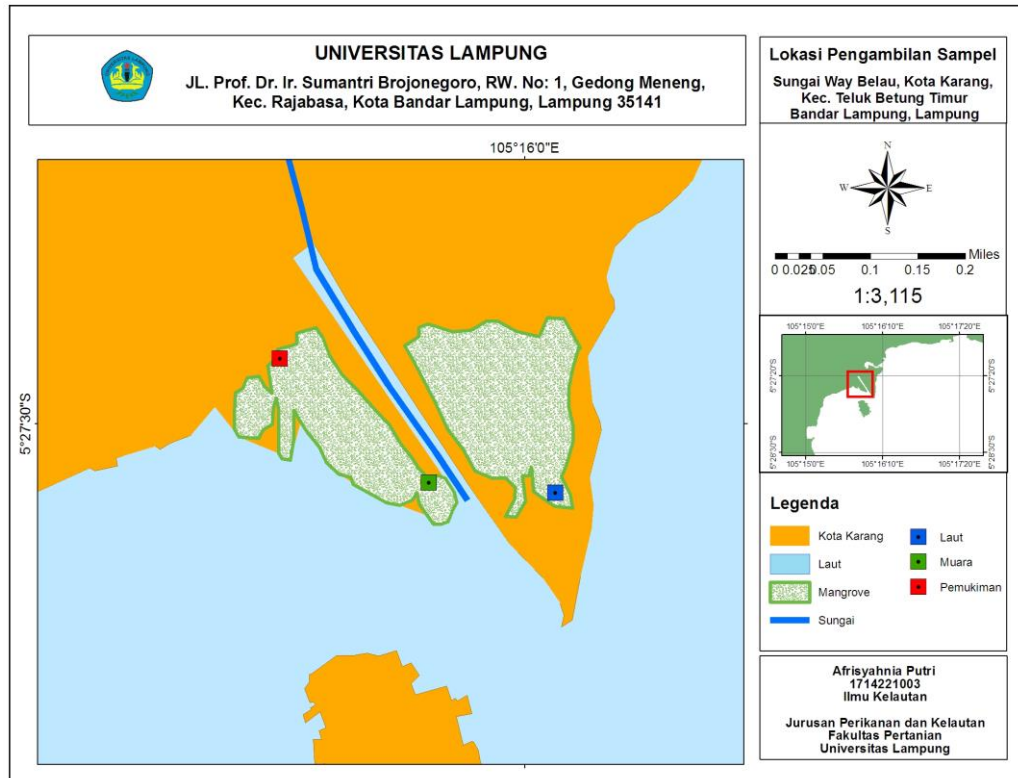 UNIVERSITAS LAMPUNG
JL. Prof. Dr. Ir. Sumantri Brojonegoro, RW. No: 1, Gedong Meneng,
Kec. Rajabasa, Kota Bandar Lampung, Lampung 35141
Lokasi Pengambilan Sampel
Sungai Way Belau, Kota Karang,
Kec. Teluk Betung Timur
Bandar Lampung, Lampung
105°16'0"E
5°27'30"S
N
W E
S
Miles
0 0.025 0.05 0.1 0.15 0.2
1:3,115
105°15'0"E 105°16'10"E 105°17'20"E
5°27'20"S 5°27'20"S
5°28'30"S 5°28'30"S
105°15'0"E 105°16'10"E 105°17'20"E
Legenda
Kota Karang
Laut
Mangrove
Sungai
Laut
Muara
Pemukiman
Afrisyahnia Putri
1714221003
Ilmu Kelautan
Jurusan Perikanan dan Kelautan
Fakultas Pertanian
Universitas Lampung